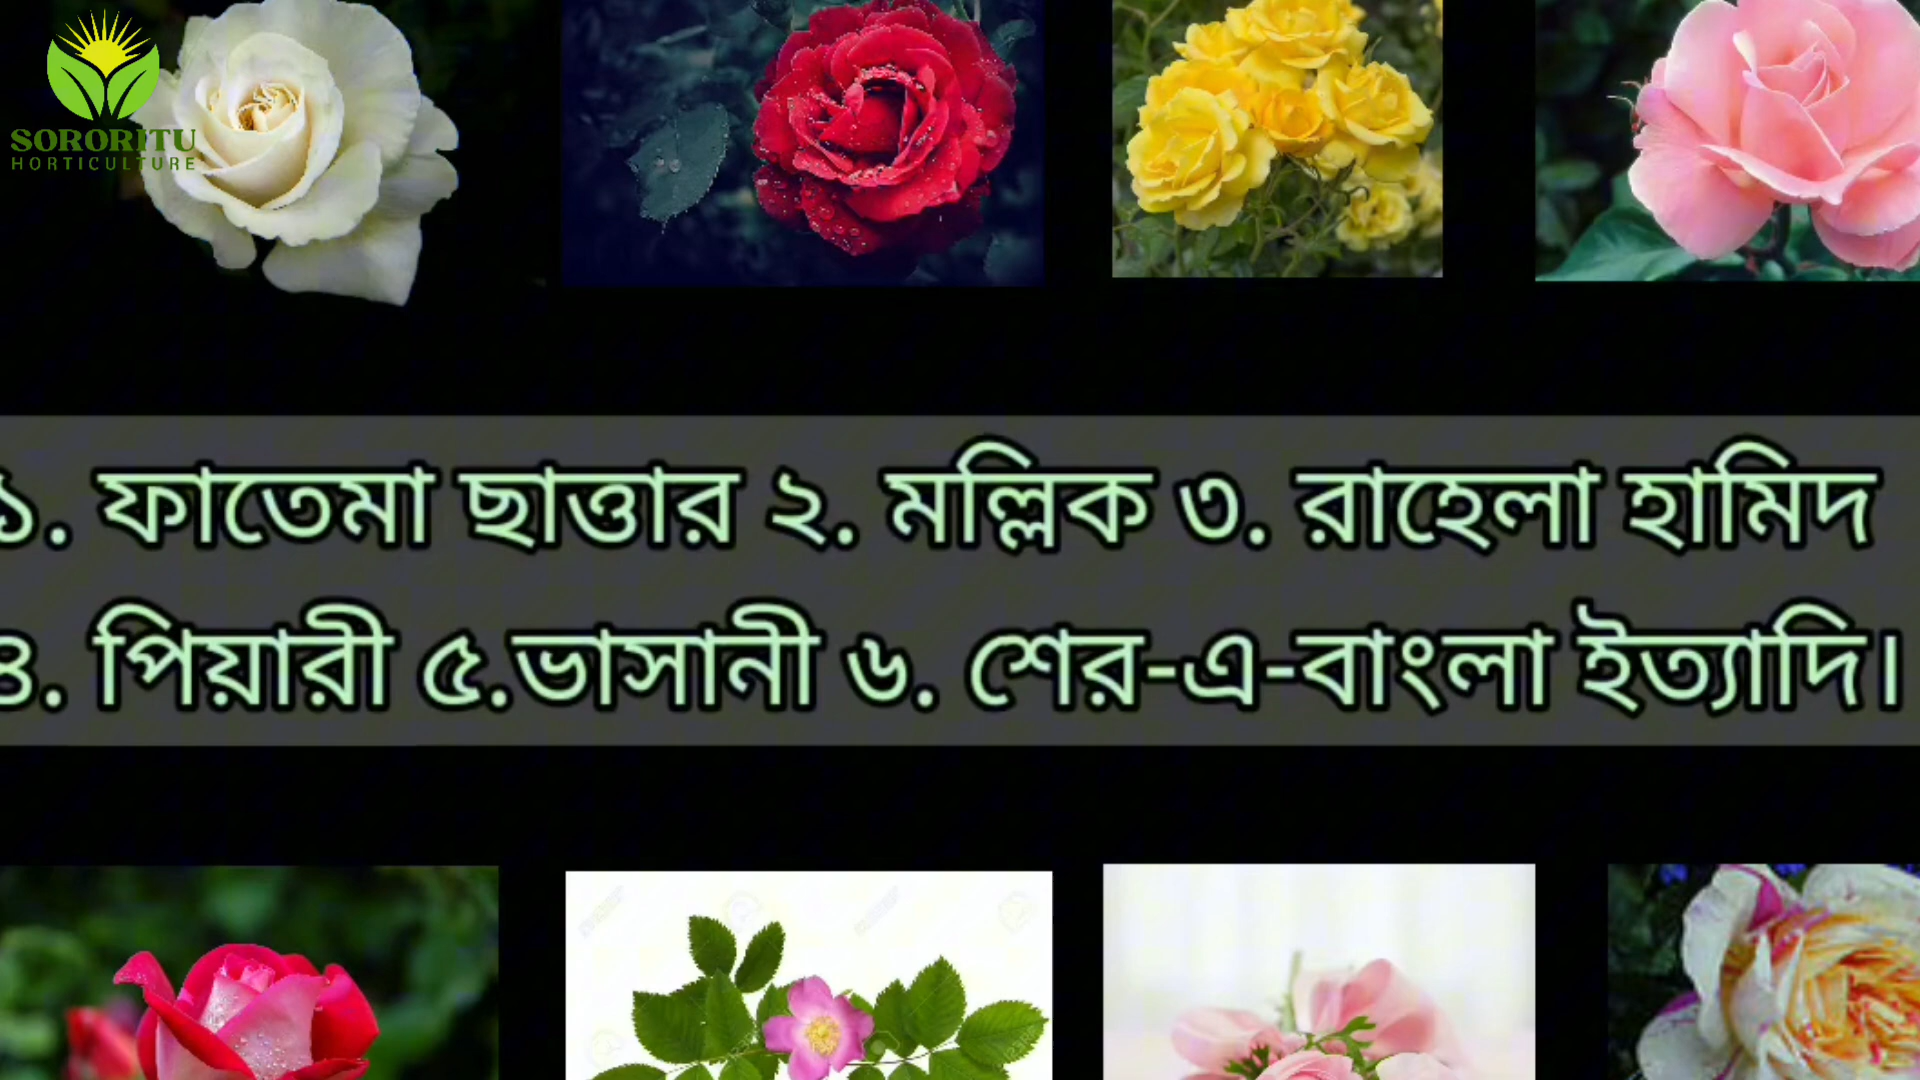 SORORITU
HORTICULTURE
১. ফাতেমা ছাত্তার ২. মল্লিক ৩. রাহেলা হামিদ
৪. পিয়ারী ৫.ভাসানী ৬. শের-এ-বাংলা ইত্যাদি।